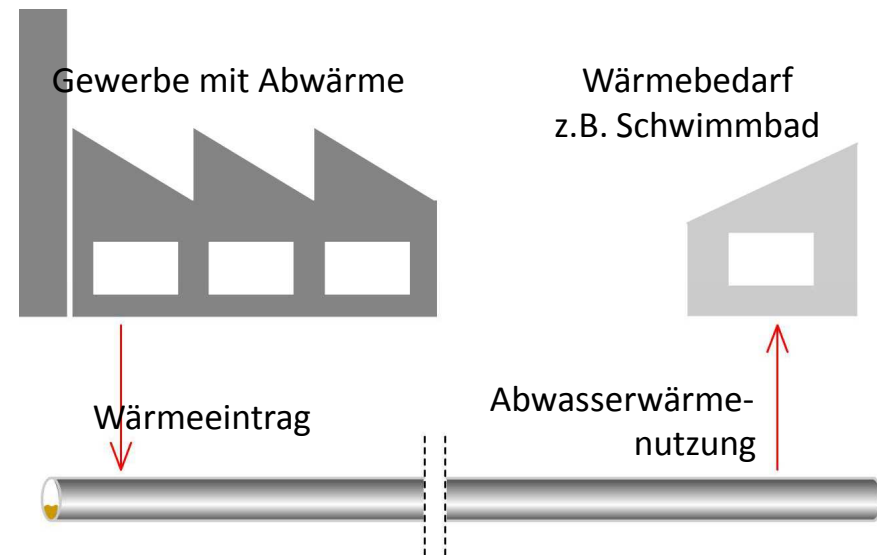 Gewerbe mit Abwärme
Wärmebedarf
z.B. Schwimmbad
Wärmeeintrag
Abwasserwärme-
nutzung